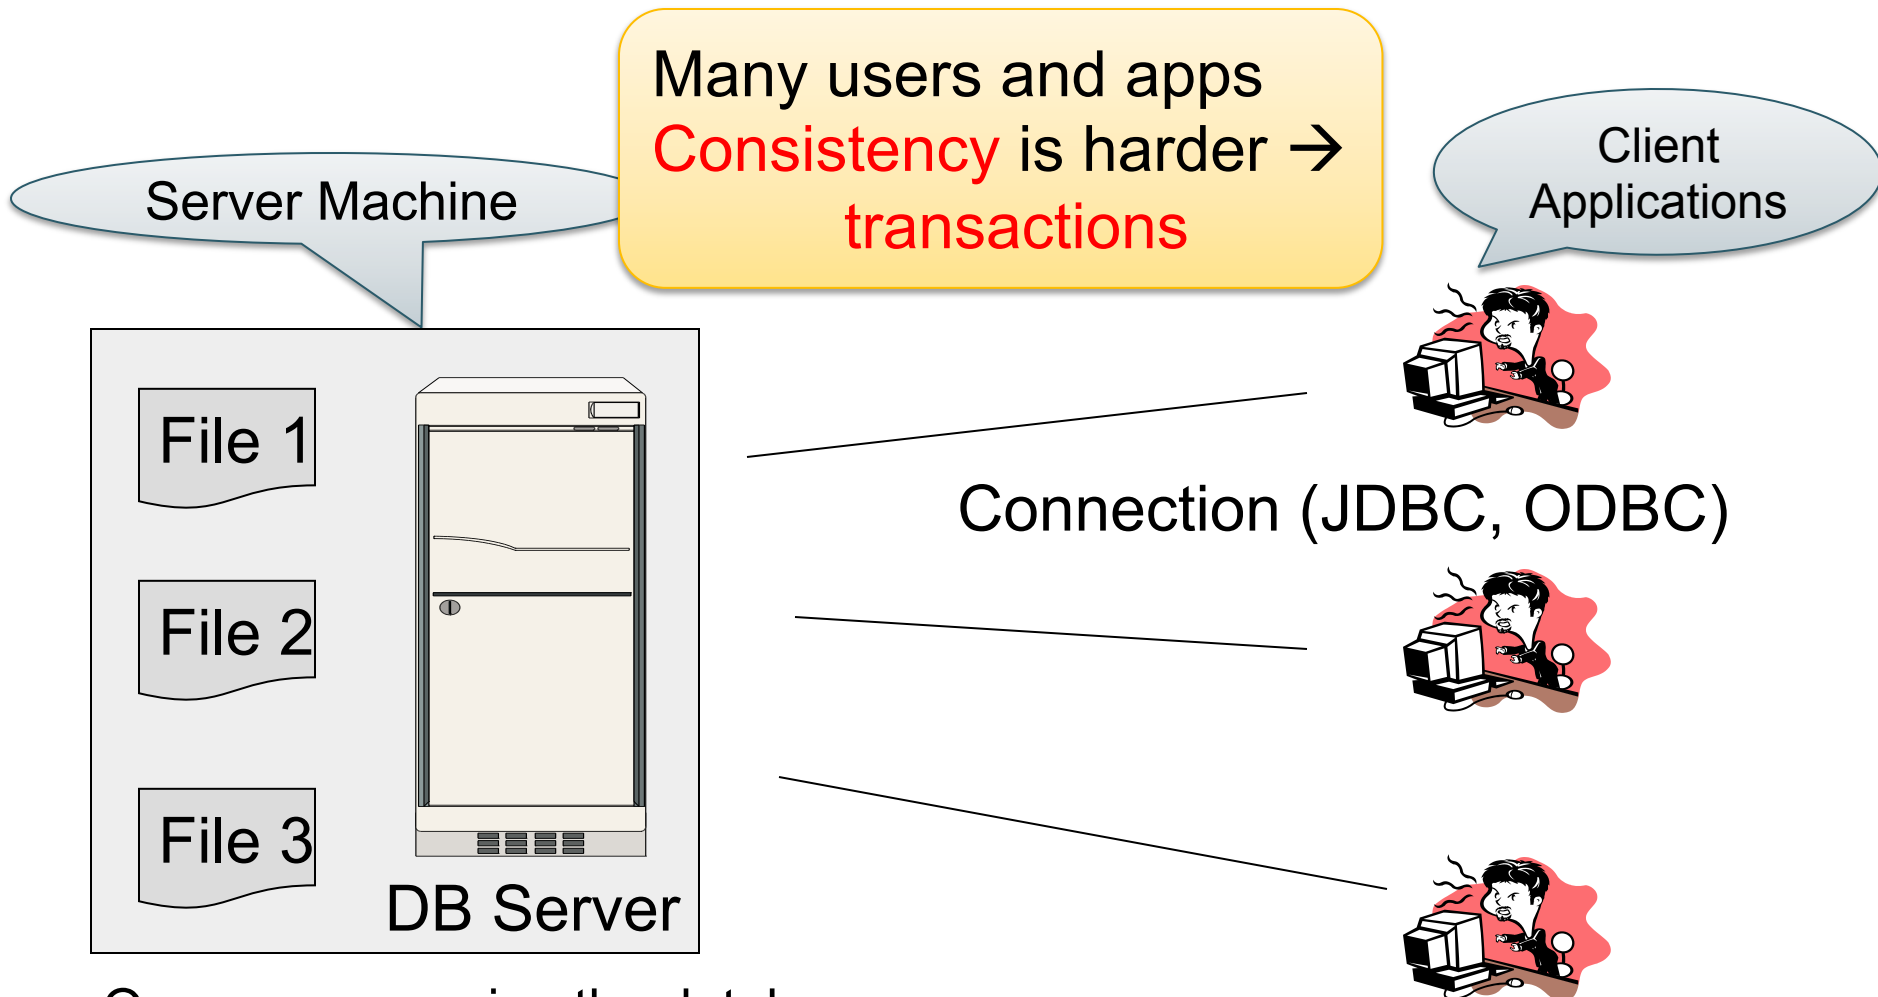 Many users and apps
Consistency is harder →
transactions
Server Machine
Client
Applications
File 1
File 2
File 3
DB Server
Connection (JDBC, ODBC)